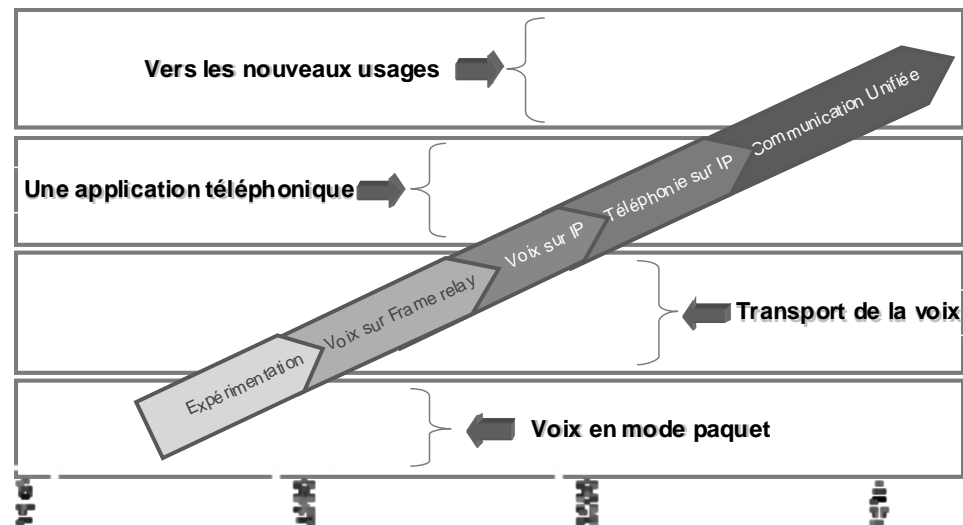 Vers les nouveaux usages
Communication Unifiée
Une application téléphonique
Téléphonie sur IP
Voix sur IP
Voix sur Frame relay
Transport de la voix
Expérimentation
Voix en mode paquet